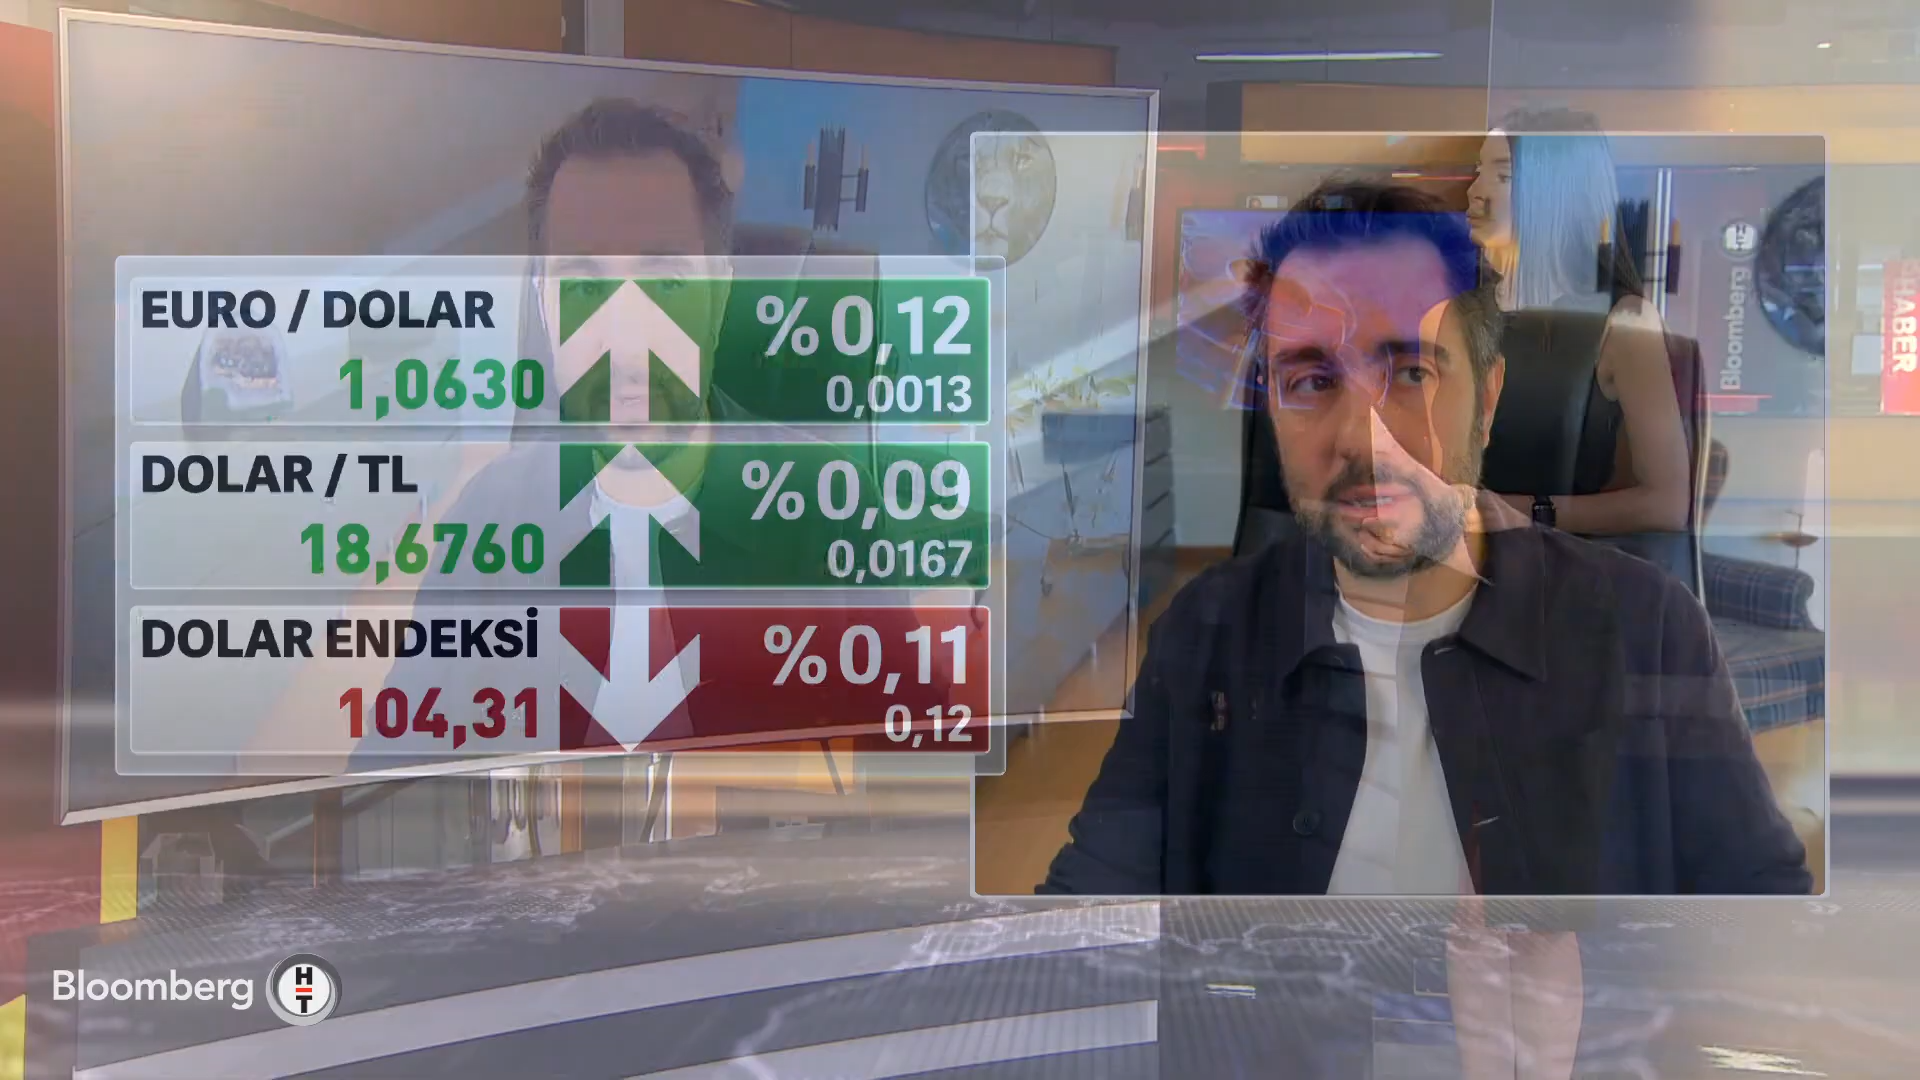 EURO / DOLAR
1,0630
%0,12
0,0013
DOLAR / TL
18,6760
%0,09
0,0167
DOLAR ENDEKSİ
104,31
%0,11
0,12
Bloomberg
HABER
Bloomberg HT